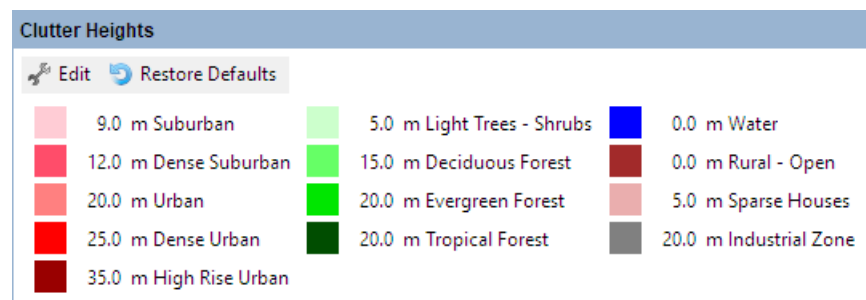 Clutter Heights
Edit Restore Defaults
9.0 m Suburban 5.0 m Light Trees - Shrubs 0.0 m Water
12.0 m Dense Suburban 15.0 m Deciduous Forest 0.0 m Rural - Open
20.0 m Urban 20.0 m Evergreen Forest 5.0 m Sparse Houses
25.0 m Dense Urban 20.0 m Tropical Forest 20.0 m Industrial Zone
35.0 m High Rise Urban